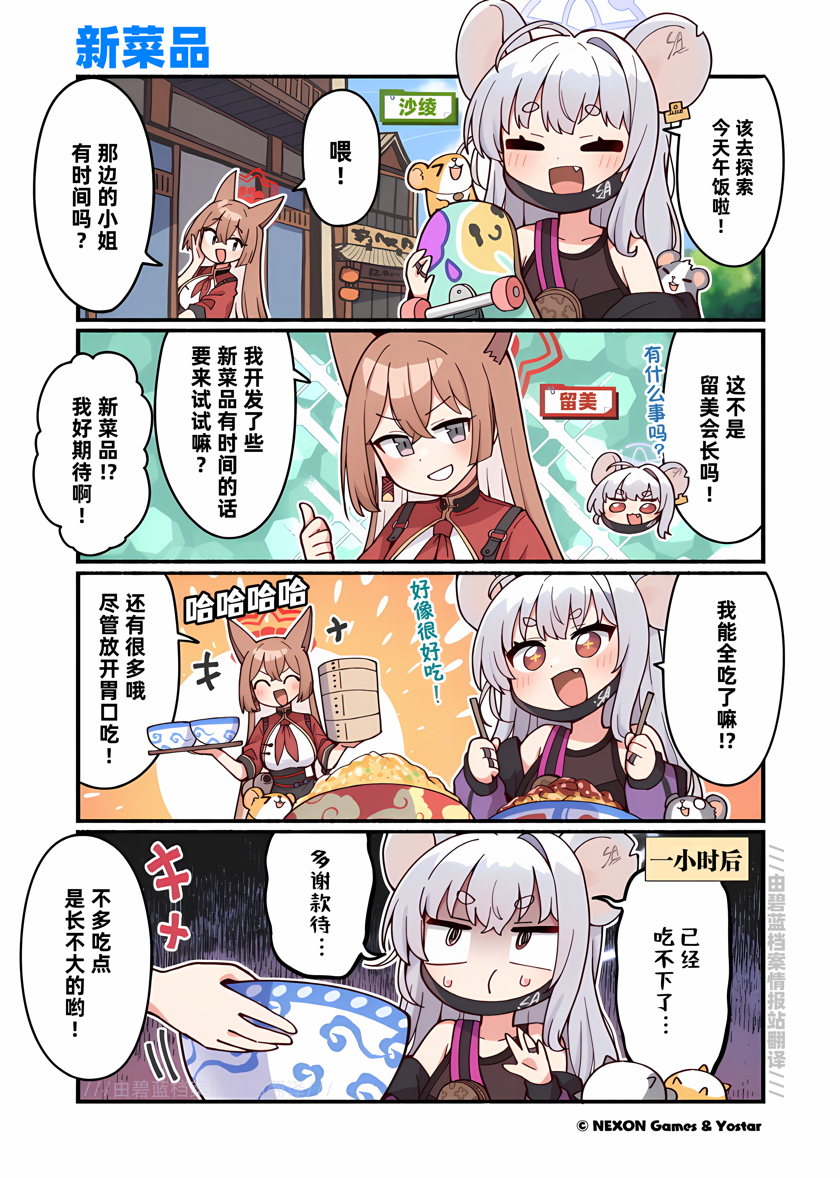 新菜品
该去探索
今天午饭啦！
沙绫
喂！
那边的小姐
有时间吗？
这不是
留美会长吗！
有什么事吗？
留美
我开发了些
新菜品有时间的话
要来试试嘛？
新菜品!?
我好期待啊！
我能全吃了嘛!?
好像很好吃！
哈哈哈哈
还有很多哦
尽管放开胃口吃！
一小时后
已经
吃不下了…
多谢款待…
不多吃点
是长不大的哟！
///由碧蓝档案情报站翻译///
© NEXON Games & Yostar